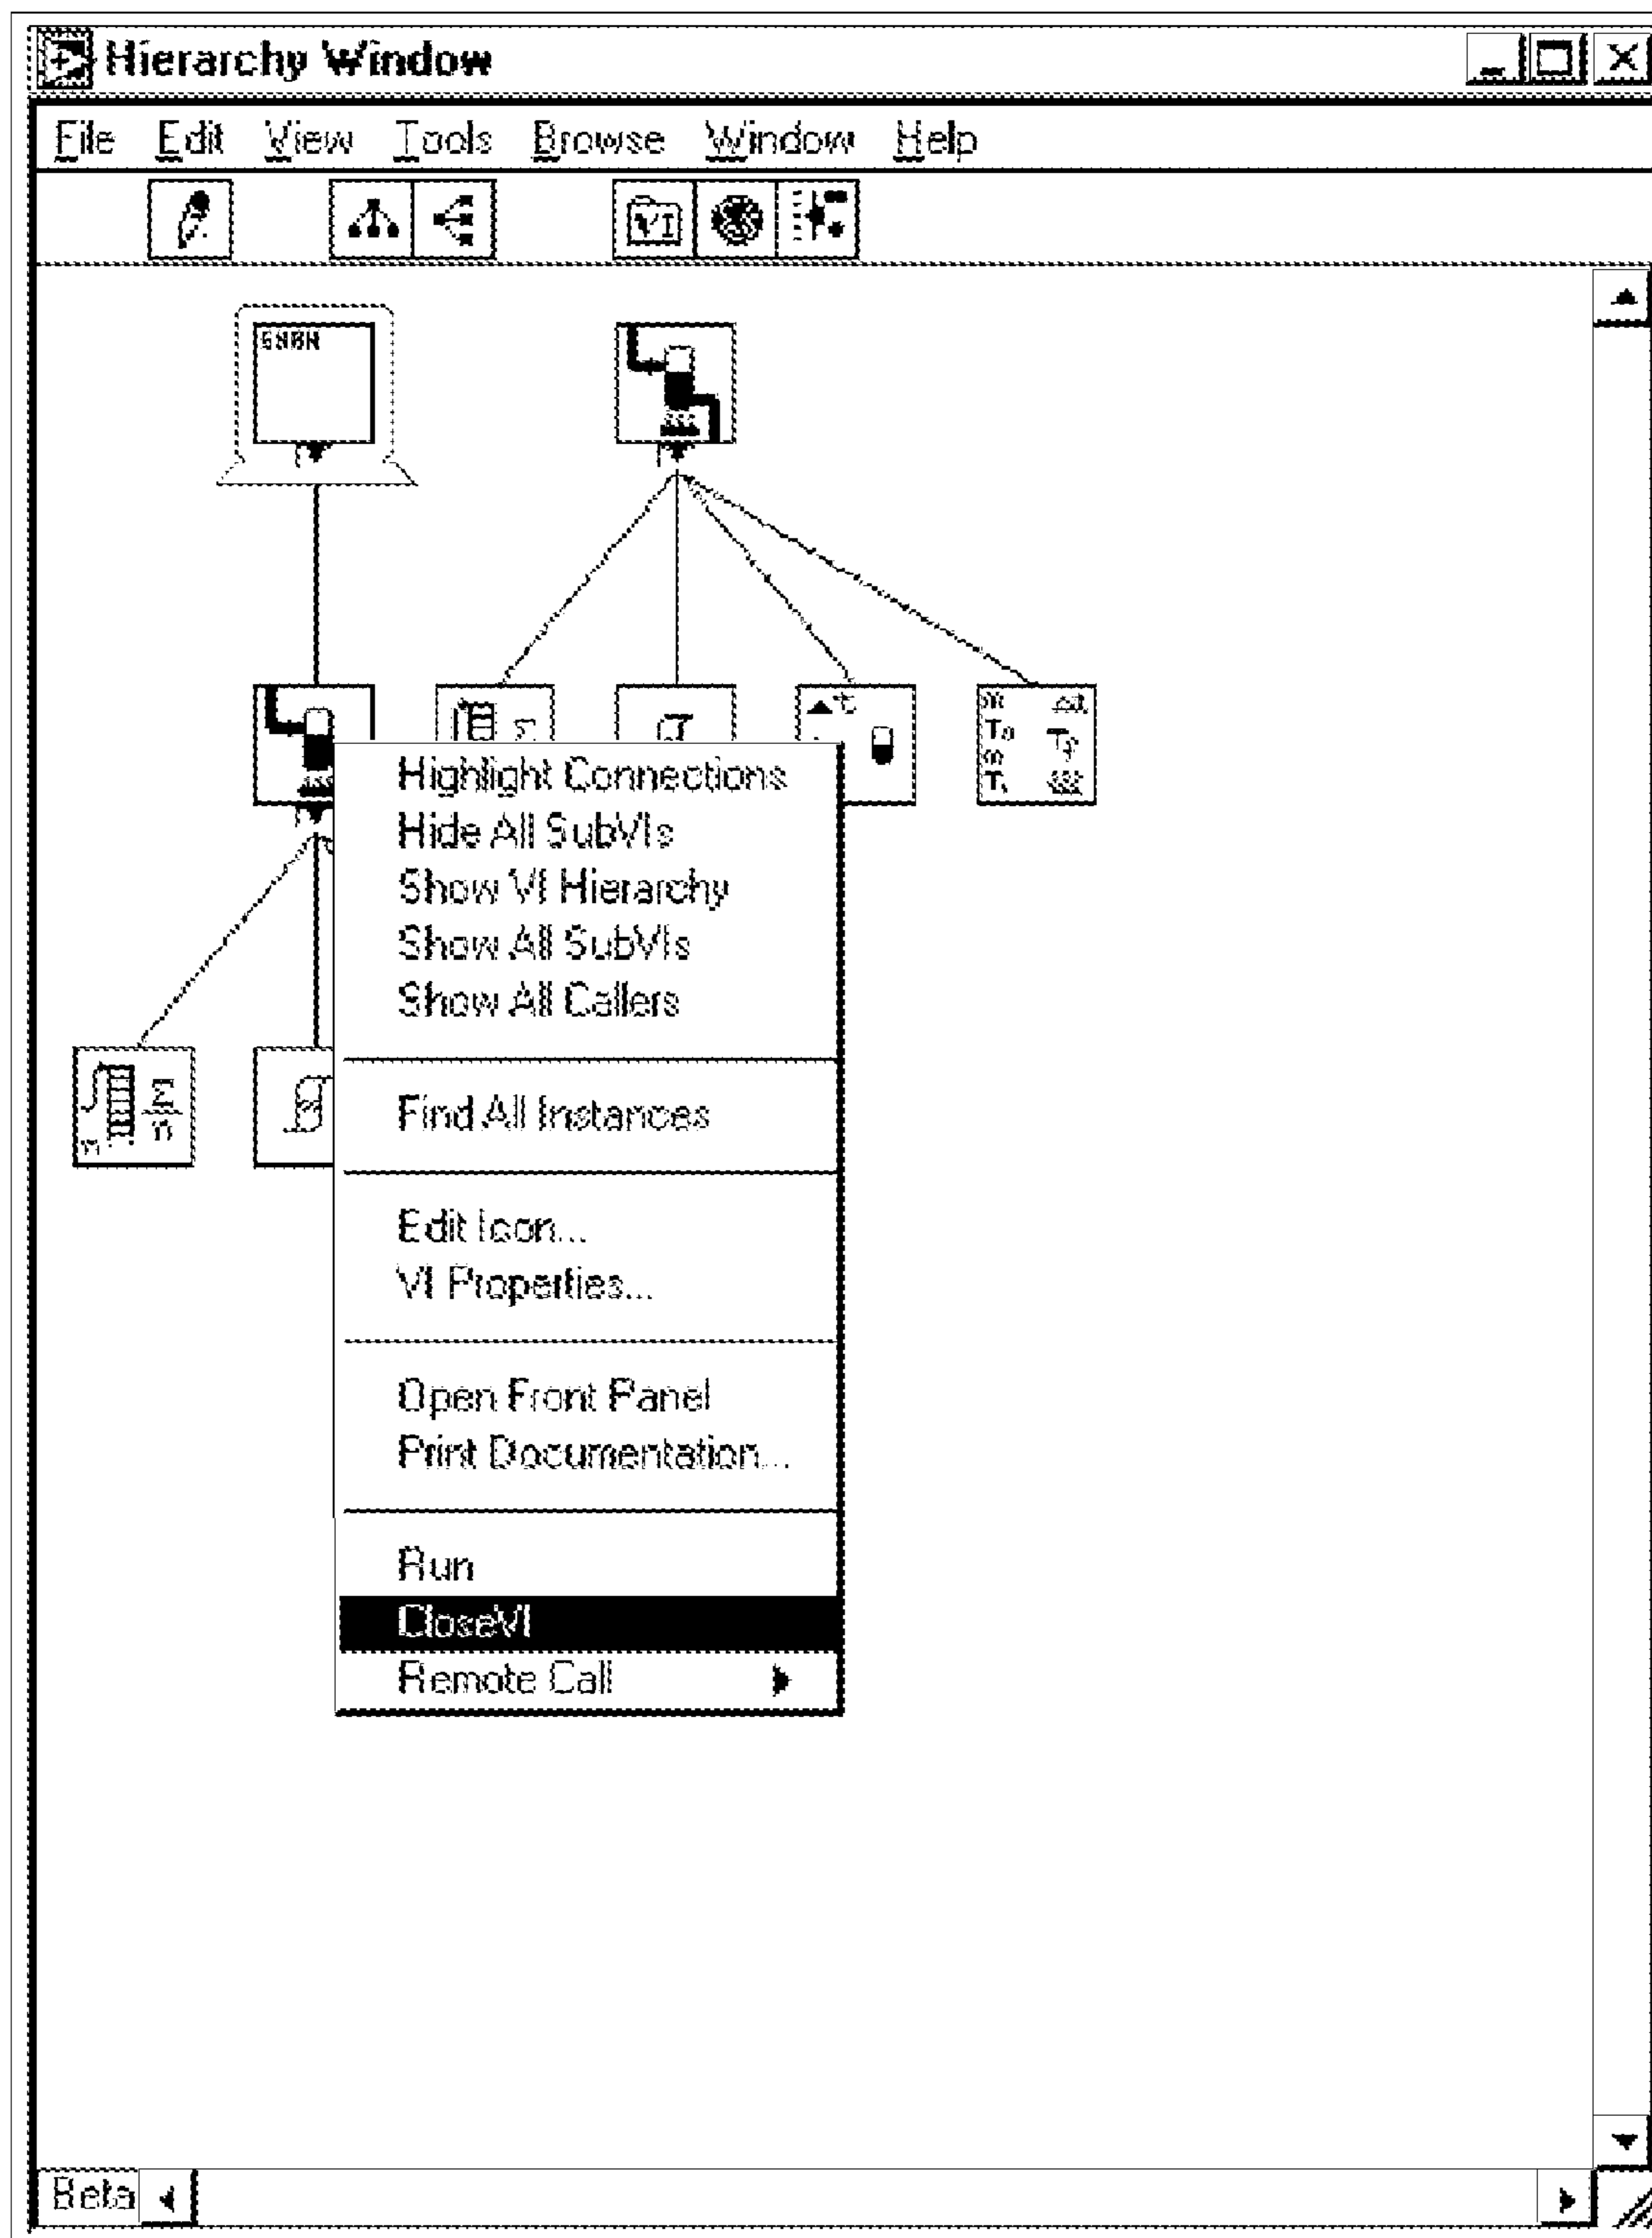 Hierarchy Window
File Edit View Tools Browse Window Help
VI
Highlight Connections
Hide All SubVIs
Show VI Hierarchy
Show All SubVIs
Show All Callers
Find All Instances
Edit Icon...
VI Properties...
Open Front Panel
Print Documentation...
Run
CloseVI
Remote Call
Beta